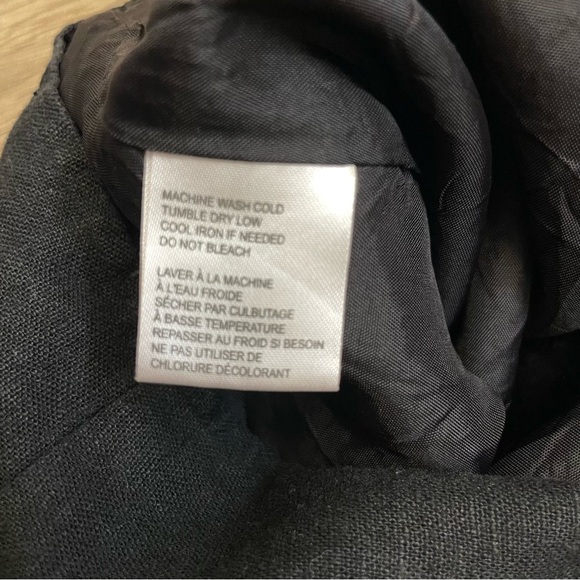 MACHINE WASH COLD
TUMBLE DRY LOW
COOL IRON IF NEEDED
DO NOT BLEACH
LAVER À LA MACHINE
À L'EAU FROIDE
SÉCHER PAR CULBUTAGE
À BASSE TEMPERATURE
REPASSER AU FROID SI BESOIN
NE PAS UTILISER DE
CHLORURE DÉCOLORANT